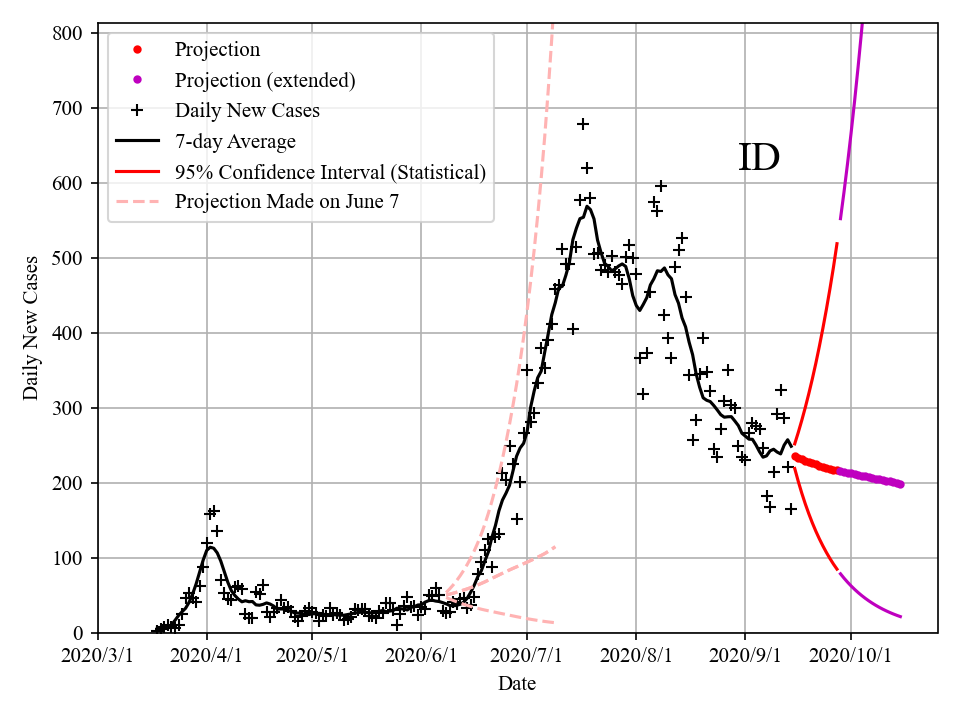 800
700
600
500
400
300
200
100
0
Daily New Cases
Projection
Projection (extended)
Daily New Cases
7-day Average
95% Confidence Interval (Statistical)
Projection Made on June 7
ID
2020/3/1 2020/4/1 2020/5/1 2020/6/1 2020/7/1 2020/8/1 2020/9/1 2020/10/1
Date